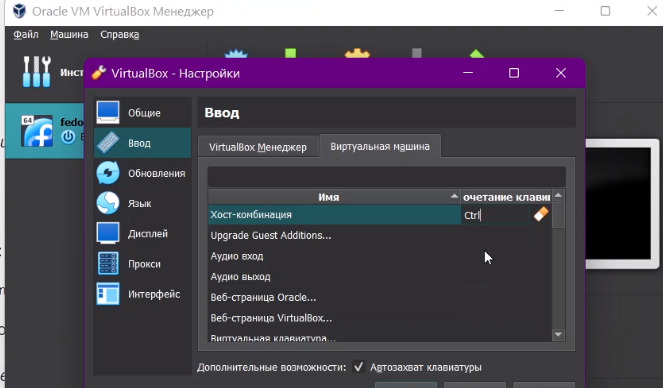 Oracle VM VirtualBox Менеджер
Файл Машина Справка
VirtualBox - Настройки
Инст
64
fedo
Общие
Ввод
Обновления
Язык
Дисплей
Прокси
Интерфейс
Ввод
VirtualBox Менеджер Виртуальная машина
Имя очетание клави
Хост-комбинация Ctrl
Upgrade Guest Additions...
Аудио вход
Аудио выход
Веб-страница Oracle...
Веб-страница VirtualBox...
Виртуальная клавиатура...
Дополнительные возможности: Автозахват клавиатуры